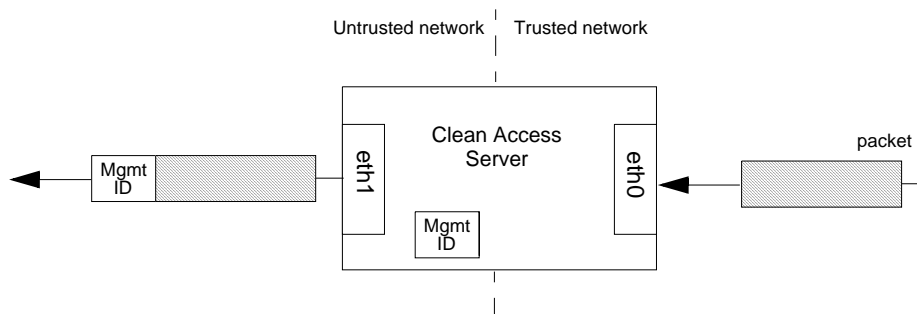 Untrusted network
Trusted network
Clean Access
Server
packet
eth1
eth0
Mgmt
ID
Mgmt
ID